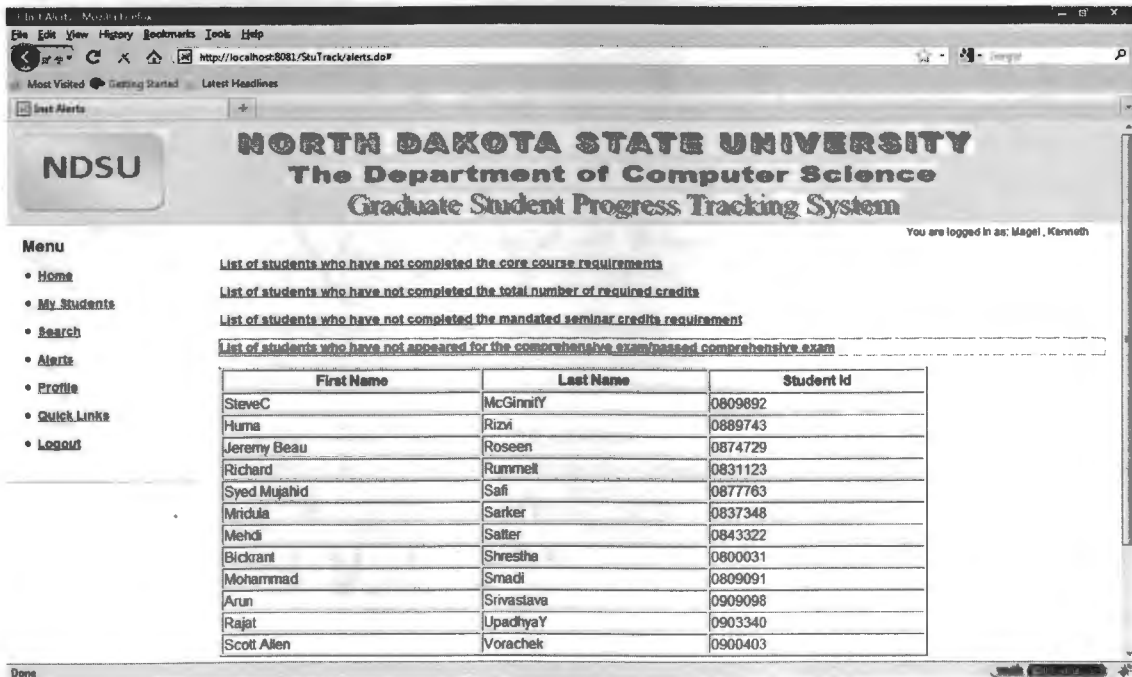 Inst Alerts - Mozilla Firefox
File Edit View History Bookmarks Tools Help
http://localhost:8081/StuTrack/alerts.do#
Most Visited Getting Started Latest Headlines
Inst Alerts
NDSU
NORTH DAKOTA STATE UNIVERSITY
The Department of Computer Science
Graduate Student Progress Tracking System
You are logged in as: Magel , Kenneth
Menu
Home
My Students
Search
Alerts
Profile
Quick Links
Logout
List of students who have not completed the core course requirements
List of students who have not completed the total number of required credits
List of students who have not completed the mandated seminar credits requirement
List of students who have not appeared for the comprehensive exam/passed comprehensive exam
First Name Last Name Student Id
SteveC McGinnitY 0809892
Huma Rizvi 0889743
Jeremy Beau Roseen 0874729
Richard Rummelt 0831123
Syed Mujahid Safi 0877763
Mridula Sarker 0837348
Mehdi Satter 0843322
Bickrant Shrestha 0800031
Mohammad Smadi 0809091
Arun Srivastava 0909098
Rajat UpadhyaY 0903340
Scott Allen Vorachek 0900403
Done